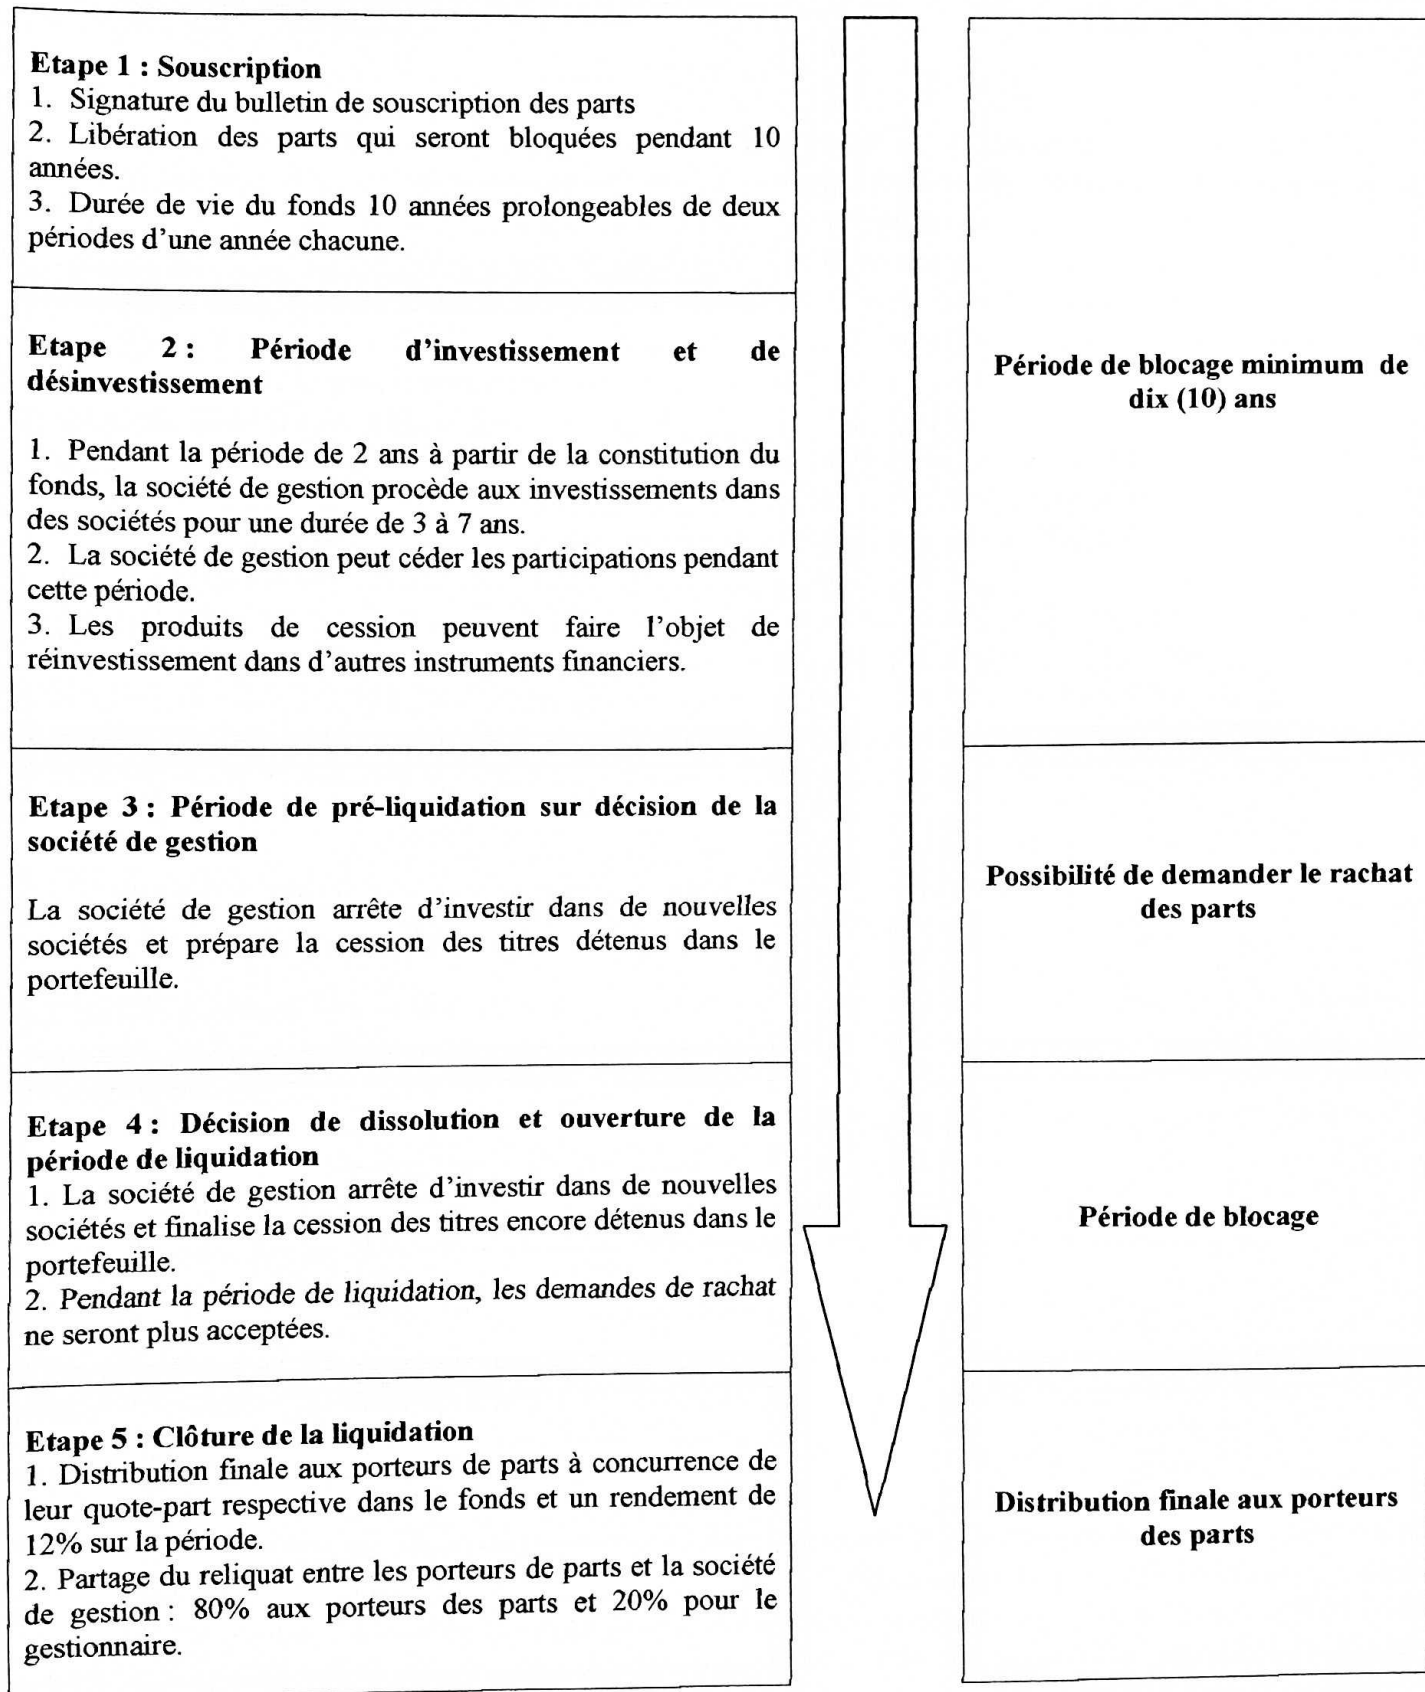 Etape 1 : Souscription
1. Signature du bulletin de souscription des parts
2. Libération des parts qui seront bloquées pendant 10
années.
3. Durée de vie du fonds 10 années prolongeables de deux
périodes d'une année chacune.
Etape 2 : Période d'investissement et de
désinvestissement
1. Pendant la période de 2 ans à partir de la constitution du
fonds, la société de gestion procède aux investissements dans
des sociétés pour une durée de 3 à 7 ans.
2. La société de gestion peut céder les participations pendant
cette période.
3. Les produits de cession peuvent faire l'objet de
réinvestissement dans d'autres instruments financiers.
Période de blocage minimum de
dix (10) ans
Etape 3 : Période de pré-liquidation sur décision de la
société de gestion
La société de gestion arrête d'investir dans de nouvelles
sociétés et prépare la cession des titres détenus dans le
portefeuille.
Possibilité de demander le rachat
des parts
Etape 4 : Décision de dissolution et ouverture de la
période de liquidation
1. La société de gestion arrête d'investir dans de nouvelles
sociétés et finalise la cession des titres encore détenus dans le
portefeuille.
2. Pendant la période de liquidation, les demandes de rachat
ne seront plus acceptées.
Période de blocage
Etape 5 : Clôture de la liquidation
1. Distribution finale aux porteurs de parts à concurrence de
leur quote-part respective dans le fonds et un rendement de
12% sur la période.
2. Partage du reliquat entre les porteurs de parts et la société
de gestion : 80% aux porteurs des parts et 20% pour le
gestionnaire.
Distribution finale aux porteurs
des parts